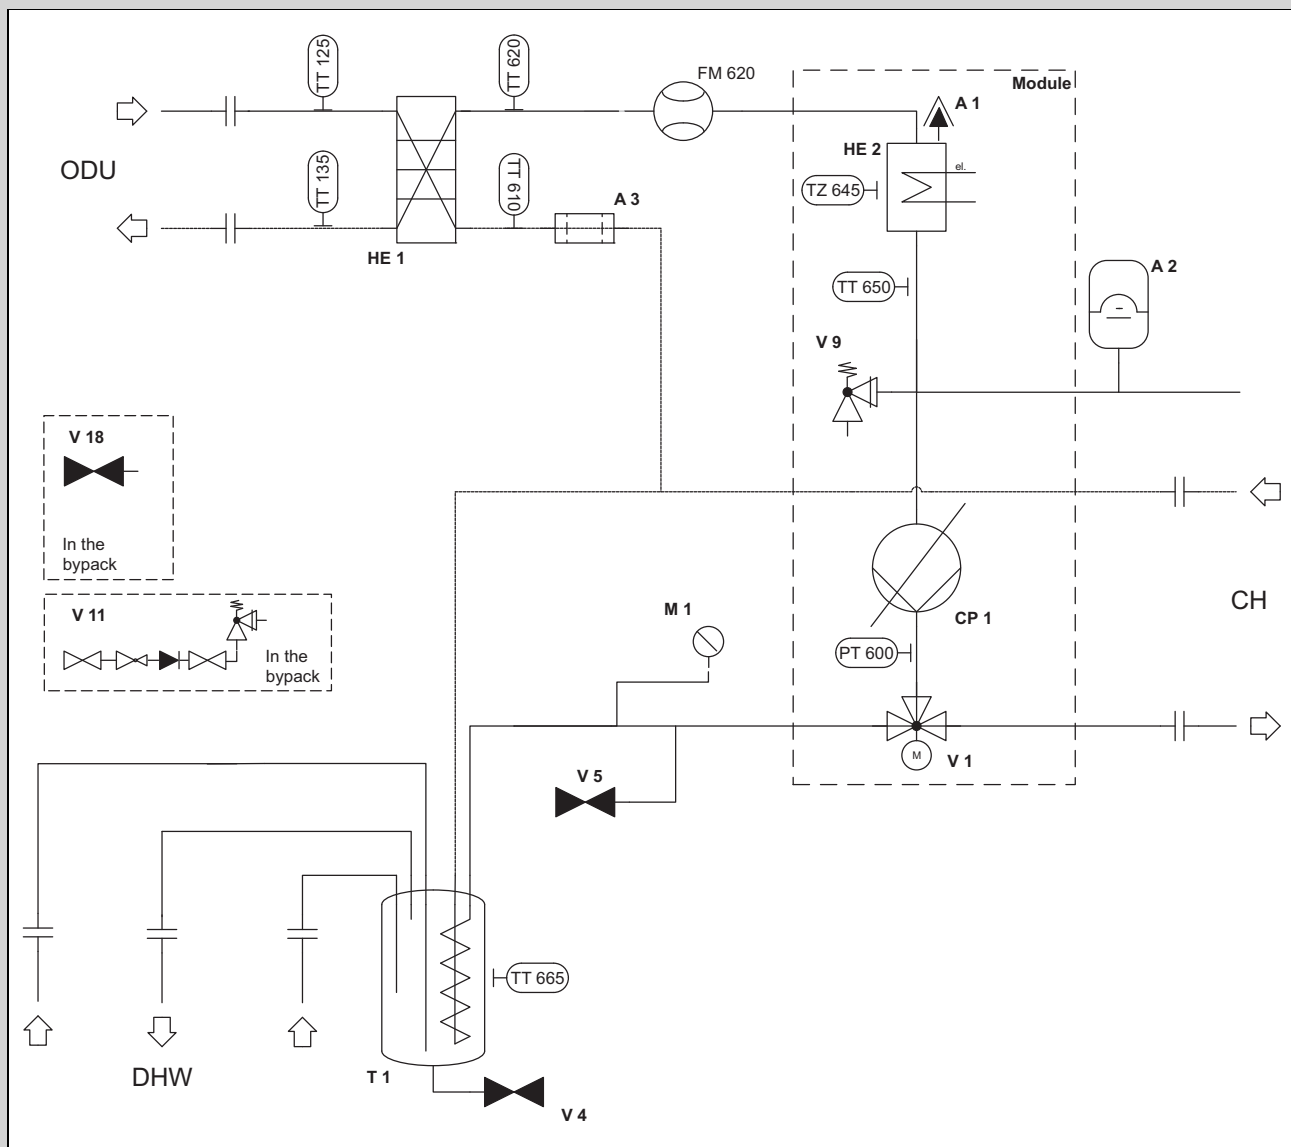 TT 125
TT 620
FM 620
Module
A 1
ODU
HE 2
el.
TT 135
TT 610
TZ 645
A 3
HE 1
TT 650
A 2
V 9
V 18
In the
bypack
V 11
In the
bypack
M 1
CP 1
CH
PT 600
M
V 1
V 5
TT 665
DHW
T 1
V 4